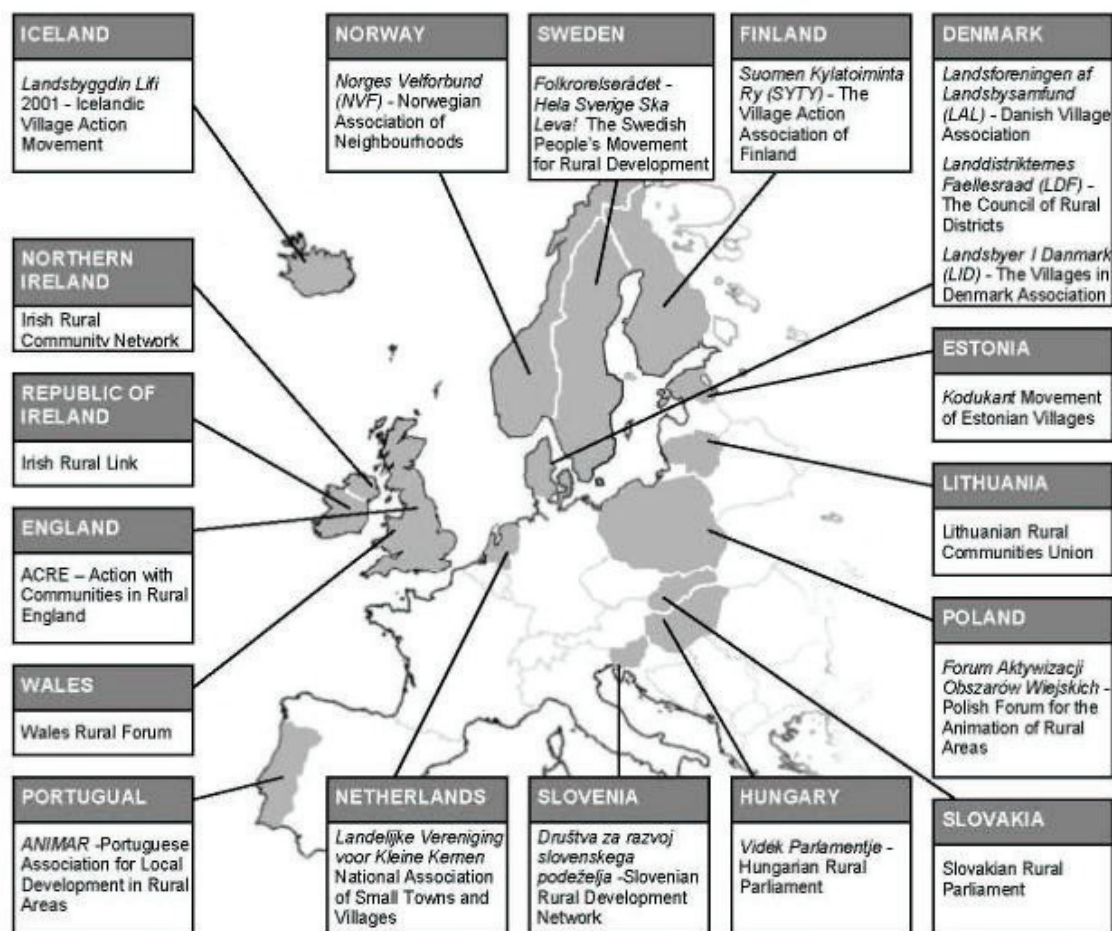 ICELAND
Landsbyggdin Lifi
2001 - Icelandic
Village Action
Movement
NORWAY
Norges Velforbund
(NVF) - Norwegian
Association of
Neighbourhoods
SWEDEN
Folkrorelserådet -
Hela Sverige Ska
Leva! The Swedish
People's Movement
for Rural Development
FINLAND
Suomen Kylatoiminta
Ry (SYTY) - The
Village Action
Association of
Finland
DENMARK
Landsforeningen af
Landsbysamfund
(LAL) - Danish Village
Association
Landdistrikternes
Faellesraad (LDF) -
The Council of Rural
Districts
Landsbyer I Danmark
(LID) - The Villages in
Denmark Association
NORTHERN
IRELAND
Irish Rural
Community Network
REPUBLIC OF
IRELAND
Irish Rural Link
ENGLAND
ACRE – Action with
Communities in Rural
England
WALES
Wales Rural Forum
PORTUGUAL
ANIMAR -Portuguese
Association for Local
Development in Rural
Areas
NETHERLANDS
Landelijke Vereniging
voor Kleine Kernen
National Association
of Small Towns and
Villages
SLOVENIA
Društva za razvoj
slovenskega
podeželja -Slovenian
Rural Development
Network
HUNGARY
Vidék Parlamentje -
Hungarian Rural
Parliament
ESTONIA
Kodukant Movement
of Estonian Villages
LITHUANIA
Lithuanian Rural
Communities Union
POLAND
Forum Aktywizacji
Obszarów Wiejskich -
Polish Forum for the
Animation of Rural
Areas
SLOVAKIA
Slovakian Rural
Parliament